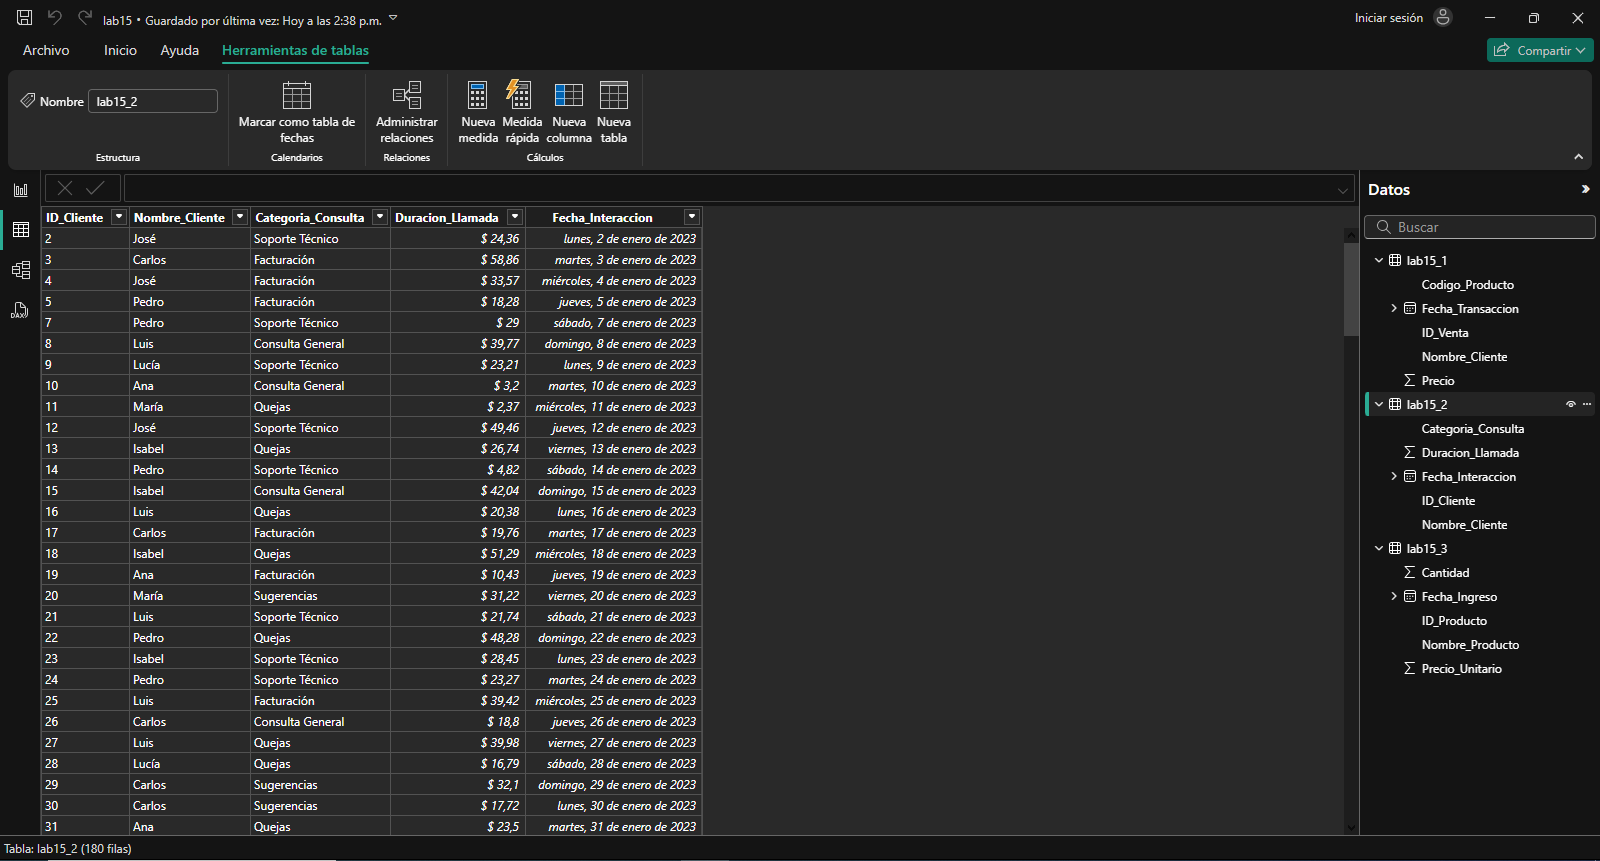 lab15 • Guardado por última vez: Hoy a las 2:38 p.m.
Iniciar sesión
Archivo Inicio Ayuda Herramientas de tablas
Compartir
Nombre lab15_2
Marcar como tabla de fechas
Administrar relaciones
Nueva medida
Medida rápida
Nueva columna
Nueva tabla
Estructura Calendarios Relaciones Cálculos
ID_Cliente Nombre_Cliente Categoria_Consulta Duracion_Llamada Fecha_Interaccion
2 José Soporte Técnico $ 24,36 lunes, 2 de enero de 2023
3 Carlos Facturación $ 58,86 martes, 3 de enero de 2023
4 José Facturación $ 33,57 miércoles, 4 de enero de 2023
5 Pedro Facturación $ 18,28 jueves, 5 de enero de 2023
7 Pedro Soporte Técnico $ 29 sábado, 7 de enero de 2023
8 Luis Consulta General $ 39,77 domingo, 8 de enero de 2023
9 Lucía Soporte Técnico $ 23,21 lunes, 9 de enero de 2023
10 Ana Consulta General $ 3,2 martes, 10 de enero de 2023
11 María Quejas $ 2,37 miércoles, 11 de enero de 2023
12 José Soporte Técnico $ 49,46 jueves, 12 de enero de 2023
13 Isabel Quejas $ 26,74 viernes, 13 de enero de 2023
14 Pedro Soporte Técnico $ 4,82 sábado, 14 de enero de 2023
15 Isabel Consulta General $ 42,04 domingo, 15 de enero de 2023
16 Luis Quejas $ 20,38 lunes, 16 de enero de 2023
17 Carlos Facturación $ 19,76 martes, 17 de enero de 2023
18 Isabel Quejas $ 51,29 miércoles, 18 de enero de 2023
19 Ana Facturación $ 10,43 jueves, 19 de enero de 2023
20 María Sugerencias $ 31,22 viernes, 20 de enero de 2023
21 Luis Soporte Técnico $ 21,74 sábado, 21 de enero de 2023
22 Pedro Quejas $ 48,28 domingo, 22 de enero de 2023
23 Isabel Soporte Técnico $ 28,45 lunes, 23 de enero de 2023
24 Pedro Soporte Técnico $ 23,27 martes, 24 de enero de 2023
25 Luis Facturación $ 39,42 miércoles, 25 de enero de 2023
26 Carlos Consulta General $ 18,8 jueves, 26 de enero de 2023
27 Luis Quejas $ 39,98 viernes, 27 de enero de 2023
28 Lucía Quejas $ 16,79 sábado, 28 de enero de 2023
29 Carlos Sugerencias $ 32,1 domingo, 29 de enero de 2023
30 Carlos Sugerencias $ 17,72 lunes, 30 de enero de 2023
31 Ana Quejas $ 23,5 martes, 31 de enero de 2023
DAX
Datos
Buscar
lab15_1
Codigo_Producto
Fecha_Transaccion
ID_Venta
Nombre_Cliente
Precio
lab15_2
Categoria_Consulta
Duracion_Llamada
Fecha_Interaccion
ID_Cliente
Nombre_Cliente
lab15_3
Cantidad
Fecha_Ingreso
ID_Producto
Nombre_Producto
Precio_Unitario
Tabla: lab15_2 (180 filas)